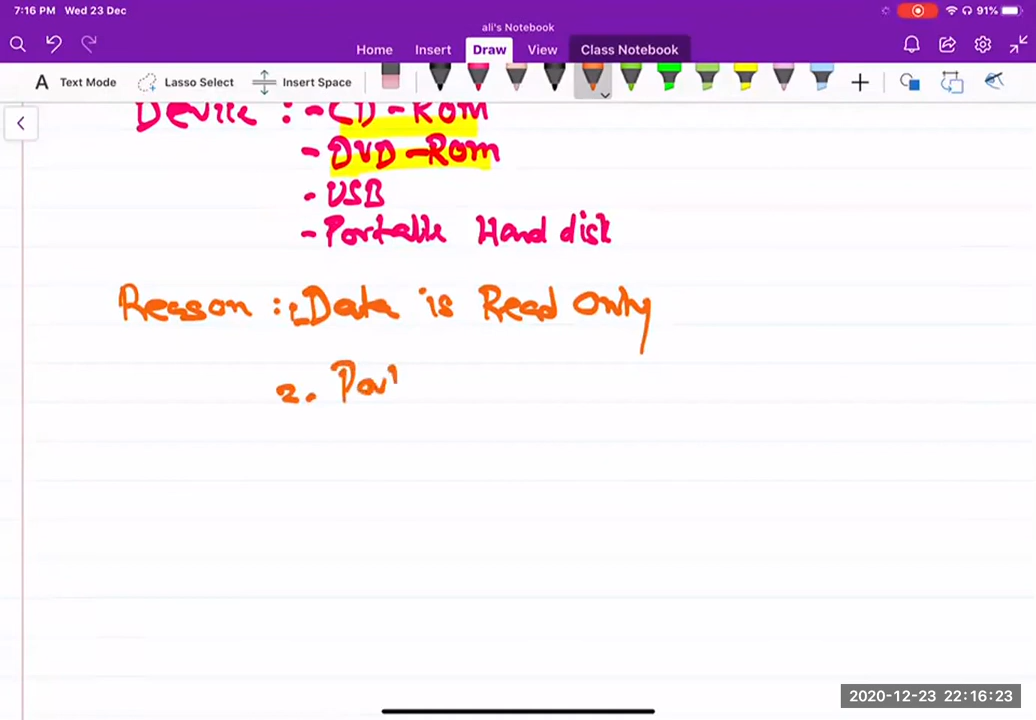 7:16 PM Wed 23 Dec
91%
ali's Notebook
Home Insert Draw View Class Notebook
A Text Mode Lasso Select Insert Space
Device : - CD - Rom
- DVD - Rom
- USB
- Portable Hard disk
Reason : 1. Data is Read Only
2. Por
2020-12-23 22:16:23